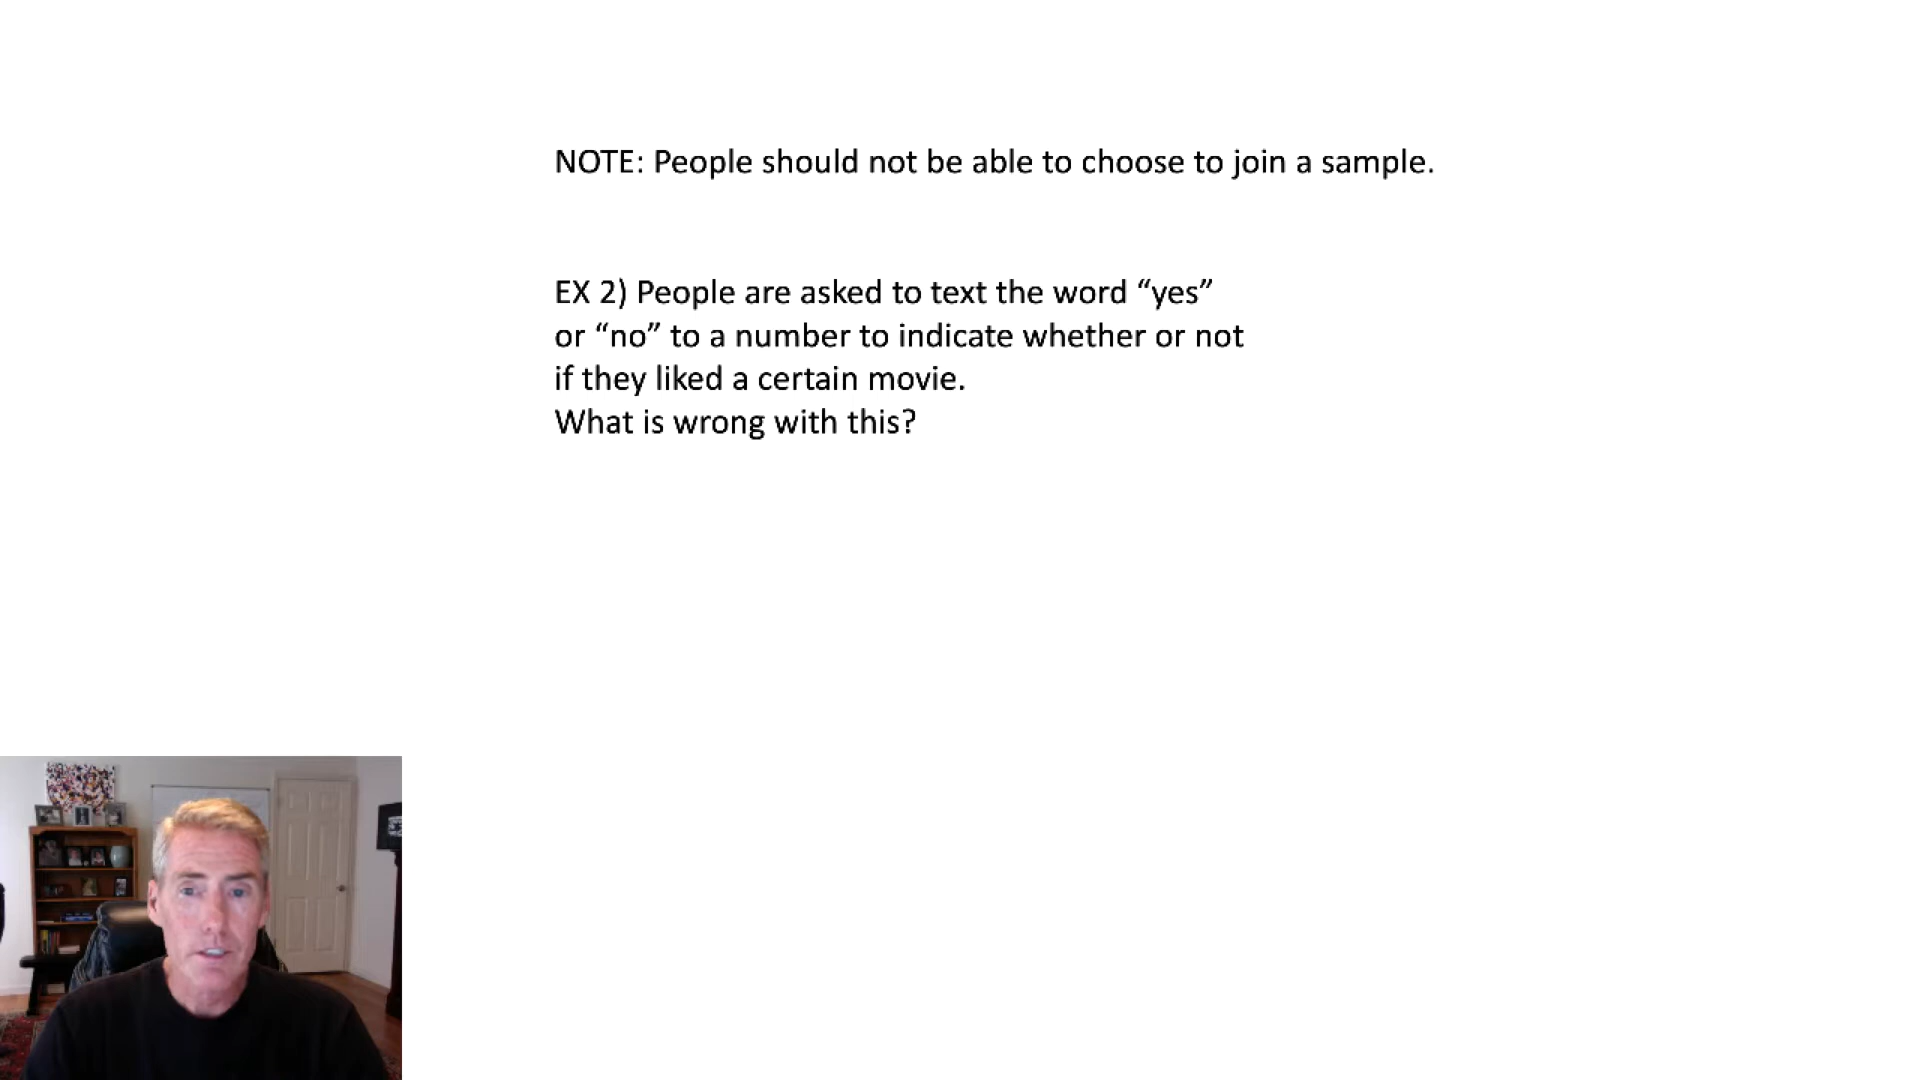 NOTE: People should not be able to choose to join a sample.
EX 2) People are asked to text the word “yes”
or “no” to a number to indicate whether or not
if they liked a certain movie.
What is wrong with this?